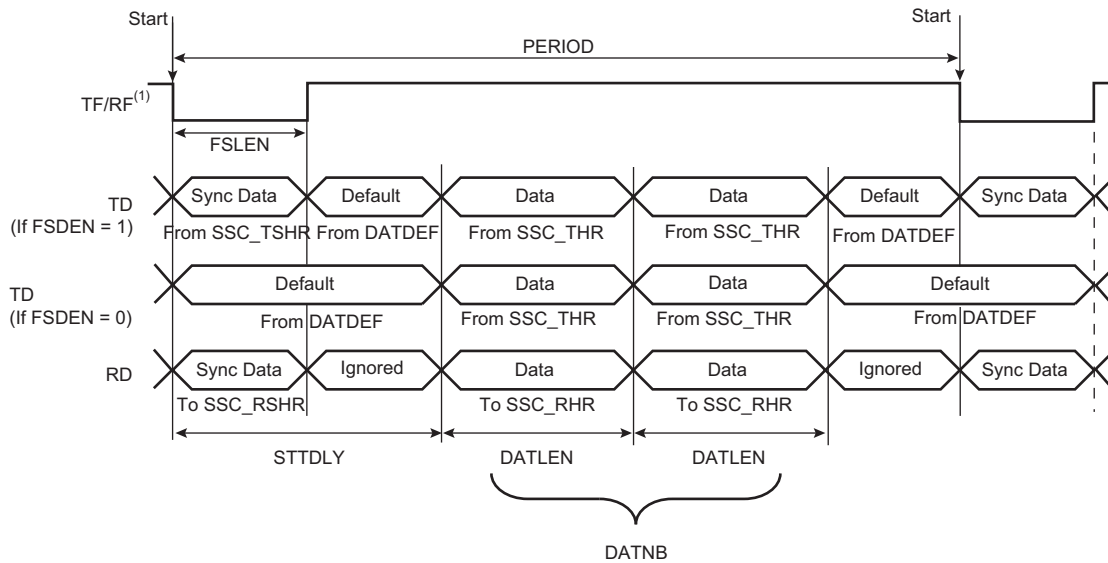 Start Start
PERIOD
TF/RF(1)
FSLEN
TD
(If FSDEN = 1)
Sync Data Default Data Data Default Sync Data
From SSC_TSHR From DATDEF From SSC_THR From SSC_THR From DATDEF
TD
(If FSDEN = 0)
Default Data Data Default
From DATDEF From SSC_THR From SSC_THR From DATDEF
RD Sync Data Ignored Data Data Ignored Sync Data
To SSC_RSHR To SSC_RHR To SSC_RHR
STTDLY DATLEN DATLEN
DATNB